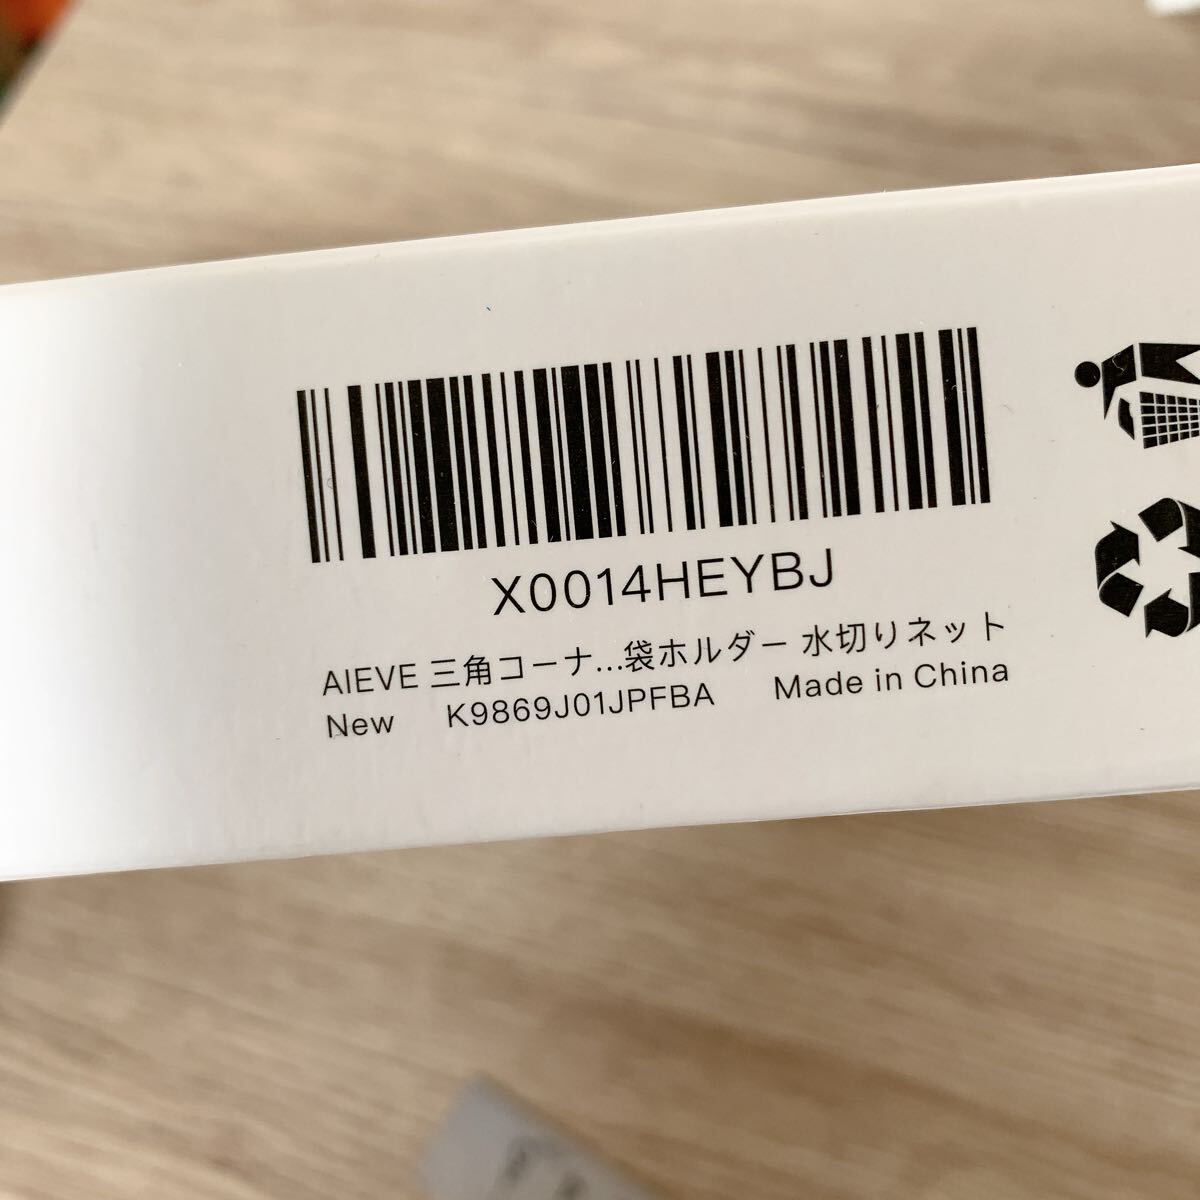 X0014HEYBJ
AIEVE 三角コーナ...袋ホルダー 水切りネット
New K9869J01JPFBA Made in China